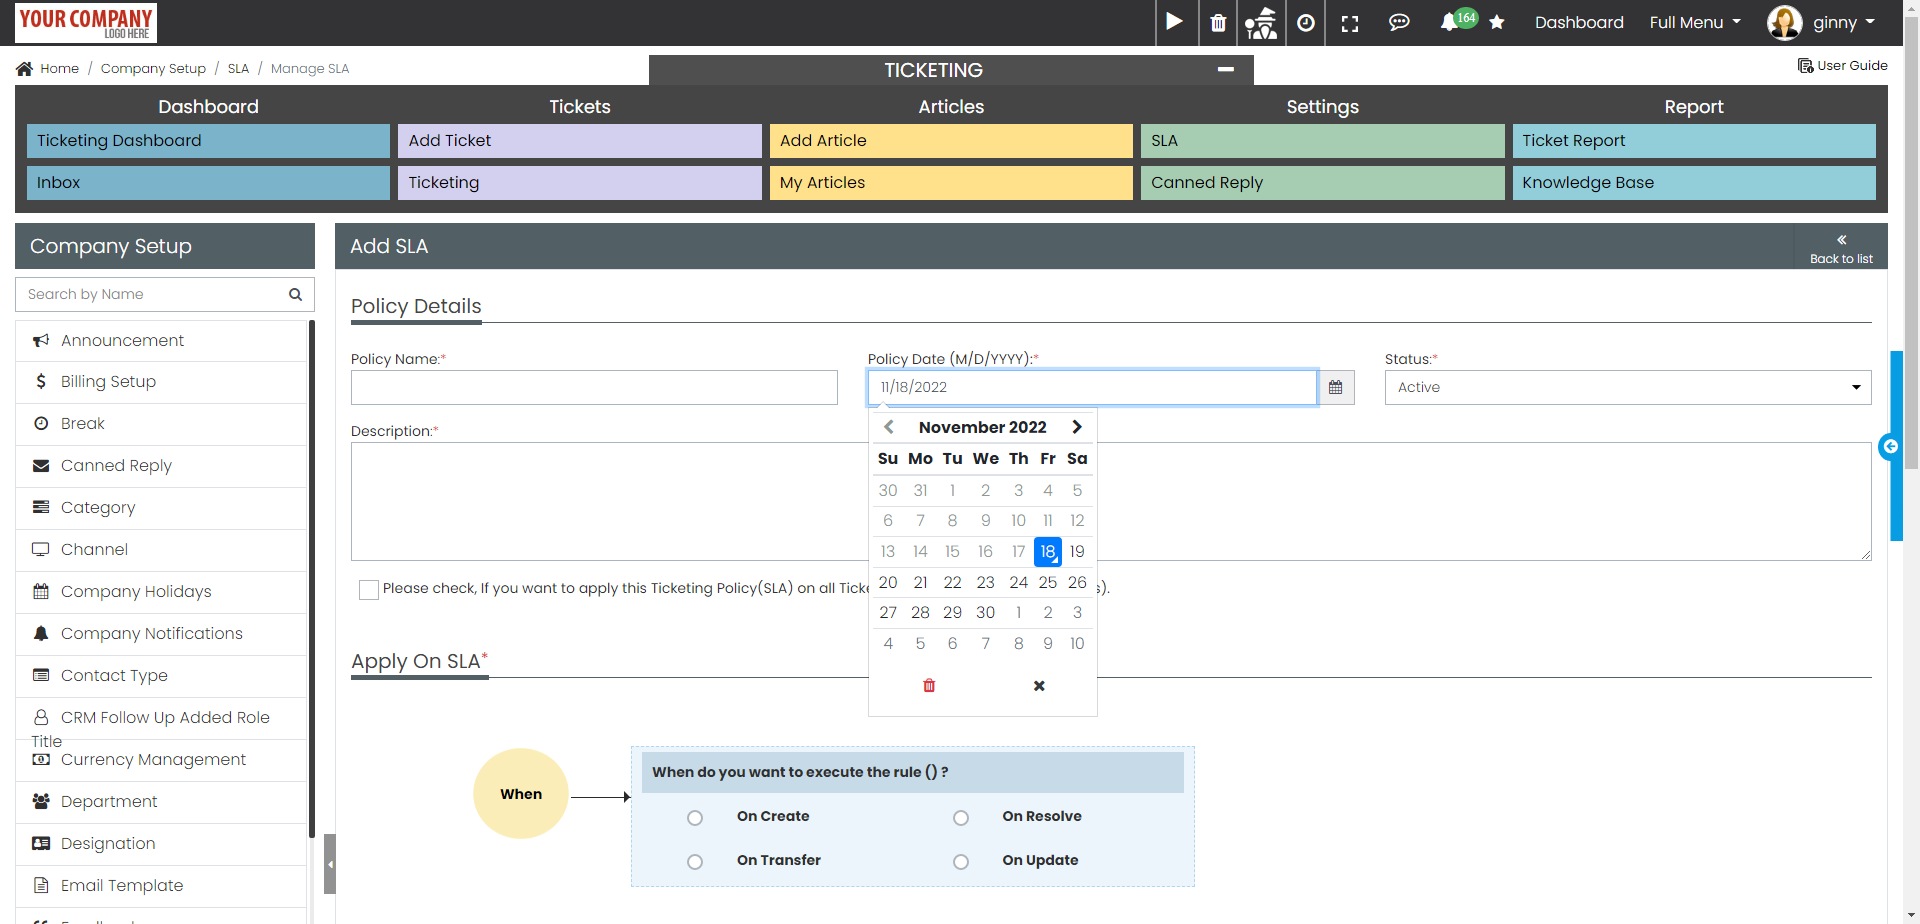 YOUR COMPANY
LOGO HERE
164
Dashboard
Full Menu
ginny
Home / Company Setup / SLA / Manage SLA
TICKETING
User Guide
Dashboard
Tickets
Articles
Settings
Report
Ticketing Dashboard
Add Ticket
Add Article
SLA
Ticket Report
Inbox
Ticketing
My Articles
Canned Reply
Knowledge Base
Company Setup
Search by Name
Announcement
Billing Setup
Break
Canned Reply
Category
Channel
Company Holidays
Company Notifications
Contact Type
CRM Follow Up Added Role
Title
Currency Management
Department
Designation
Email Template
Add SLA
Back to list
Policy Details
Policy Name:*
Policy Date (M/D/YYYY):*
Status:*
11/18/2022
Active
Description:*
November 2022
Su Mo Tu We Th Fr Sa
30 31 1 2 3 4 5
6 7 8 9 10 11 12
13 14 15 16 17 18 19
20 21 22 23 24 25 26
27 28 29 30 1 2 3
4 5 6 7 8 9 10
Please check, If you want to apply this Ticketing Policy(SLA) on all
Apply On SLA*
When
When do you want to execute the rule () ?
On Create
On Resolve
On Transfer
On Update